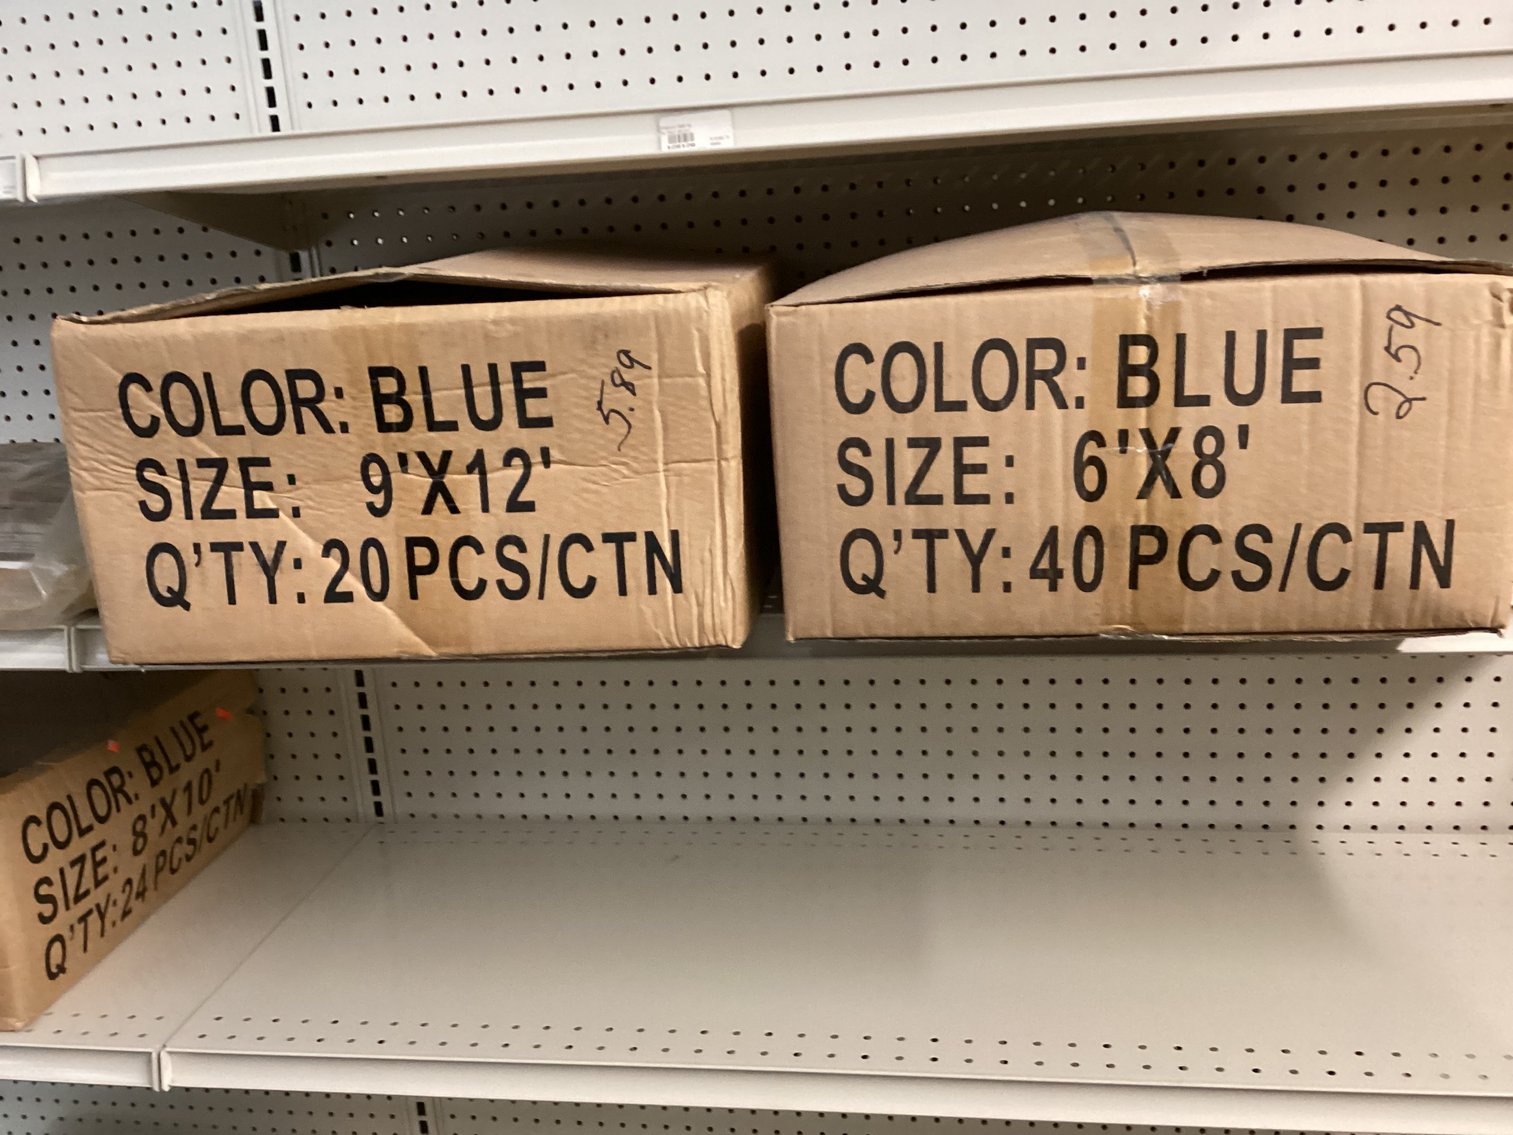 COLOR: BLUE
SIZE: 9'X12'
Q'TY: 20 PCS/CTN
5.89
COLOR: BLUE
SIZE: 6'X8'
Q'TY: 40 PCS/CTN
2.59
COLOR: BLUE
SIZE: 8'X10'
Q'TY: 24 PCS/CTN